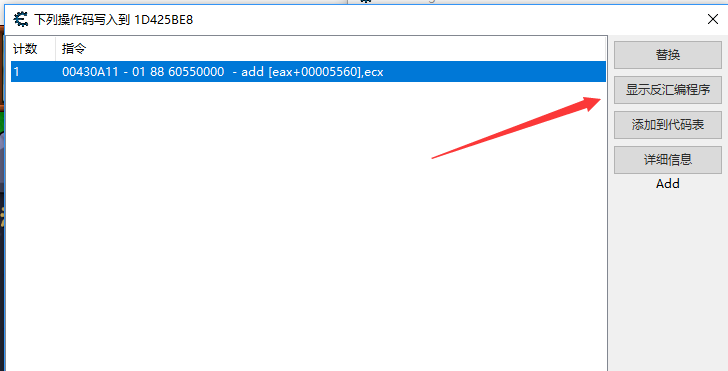 下列操作码写入到 1D425BE8
计数 指令
1 00430A11 - 01 88 60550000 - add [eax+00005560],ecx
替换
显示反汇编程序
添加到代码表
详细信息
Add